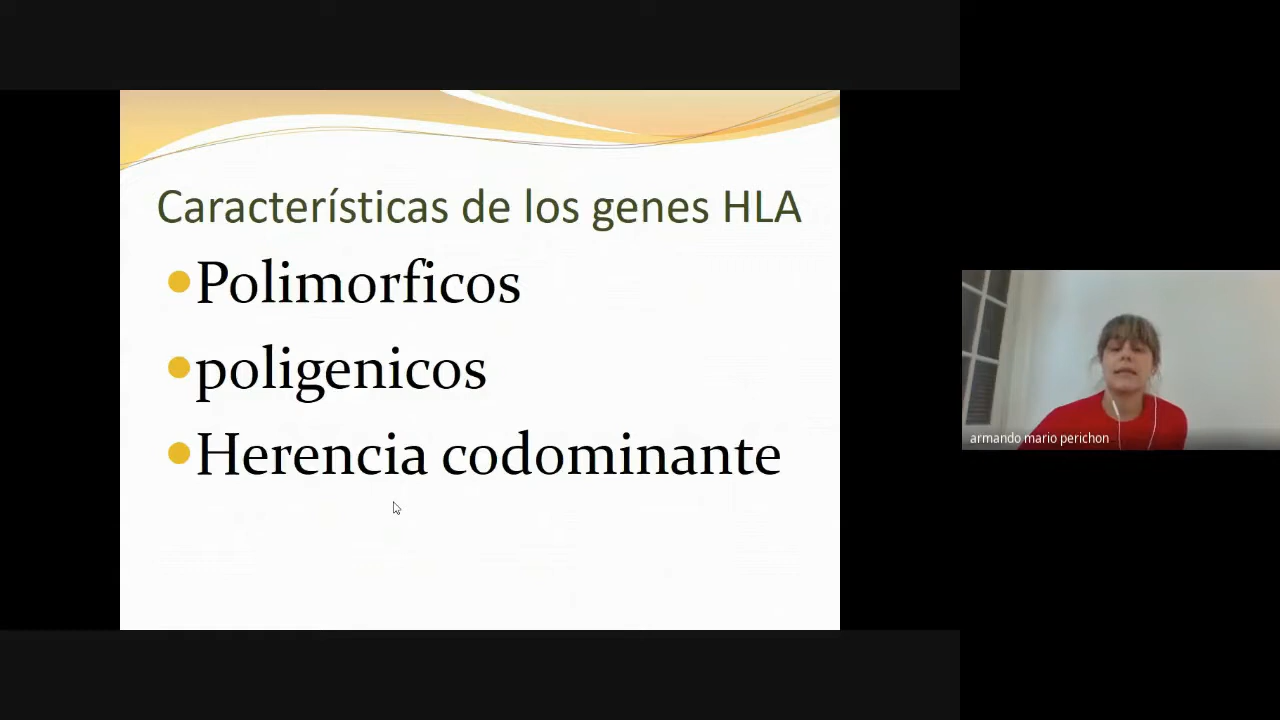 Características de los genes HLA
Polimorficos
poligenicos
Herencia codominante
armando mario perichon